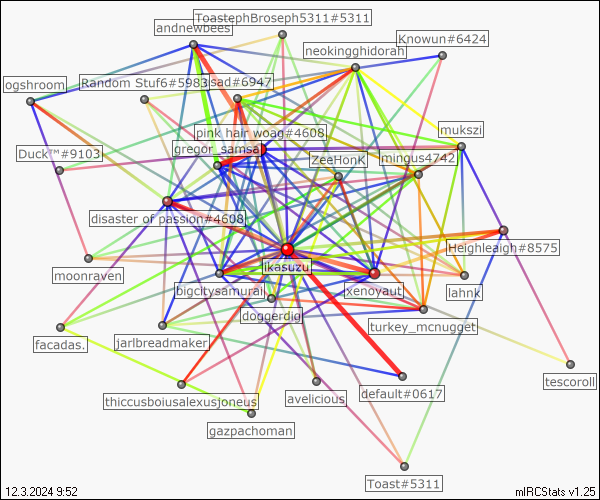 ToastephBroseph5311#5311
andnewbees
Knowun#6424
neokingghidorah
Random Stuf6#5983
sad#6947
ogshroom
pink hair woag#4608
mukszi
gregor_samsa
Duck™#9103
ZeeHonK
mingus4742
disaster of passion#4608
Heighleaigh#8575
ikasuzu
moonraven
bigcitysamurai
xenovaut
lahnk
doggerdig
turkey_mcnugget
facadas.
jarlbreadmaker
tescoroll
thiccusboiusalexusjoneus
avelicious
default#0617
gazpachoman
Toast#5311
12.3.2024 9:52
mIRCStats v1.25